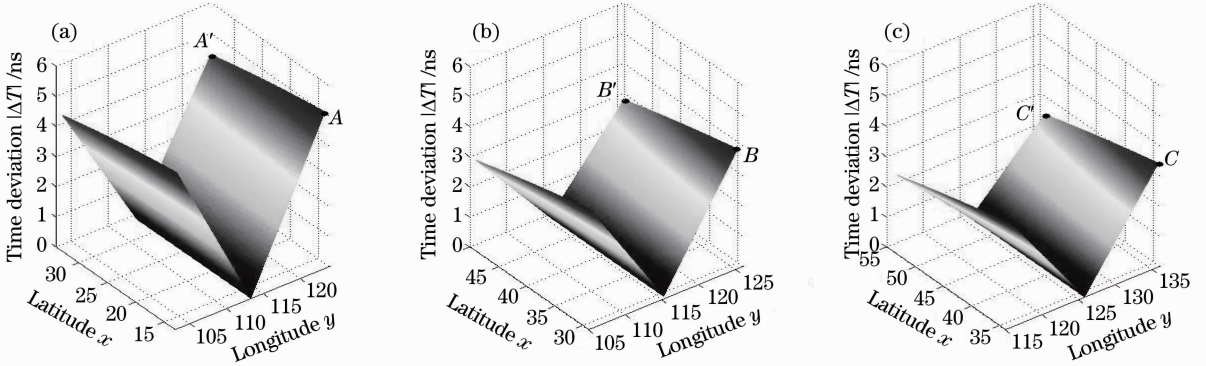 (a)
A′
A
Time deviation |ΔT| /ns
6
5
4
3
2
1
0
30
25
20
15
Latitude x
105
110
115
120
Longitude y
(b)
B′
B
Time deviation |ΔT| /ns
6
5
4
3
2
1
0
45
40
35
30
Latitude x
105
110
115
120
125
Longitude y
(c)
C′
C
Time deviation |ΔT| /ns
6
5
4
3
2
1
0
55
50
45
40
35
Latitude x
115
120
125
130
135
Longitude y